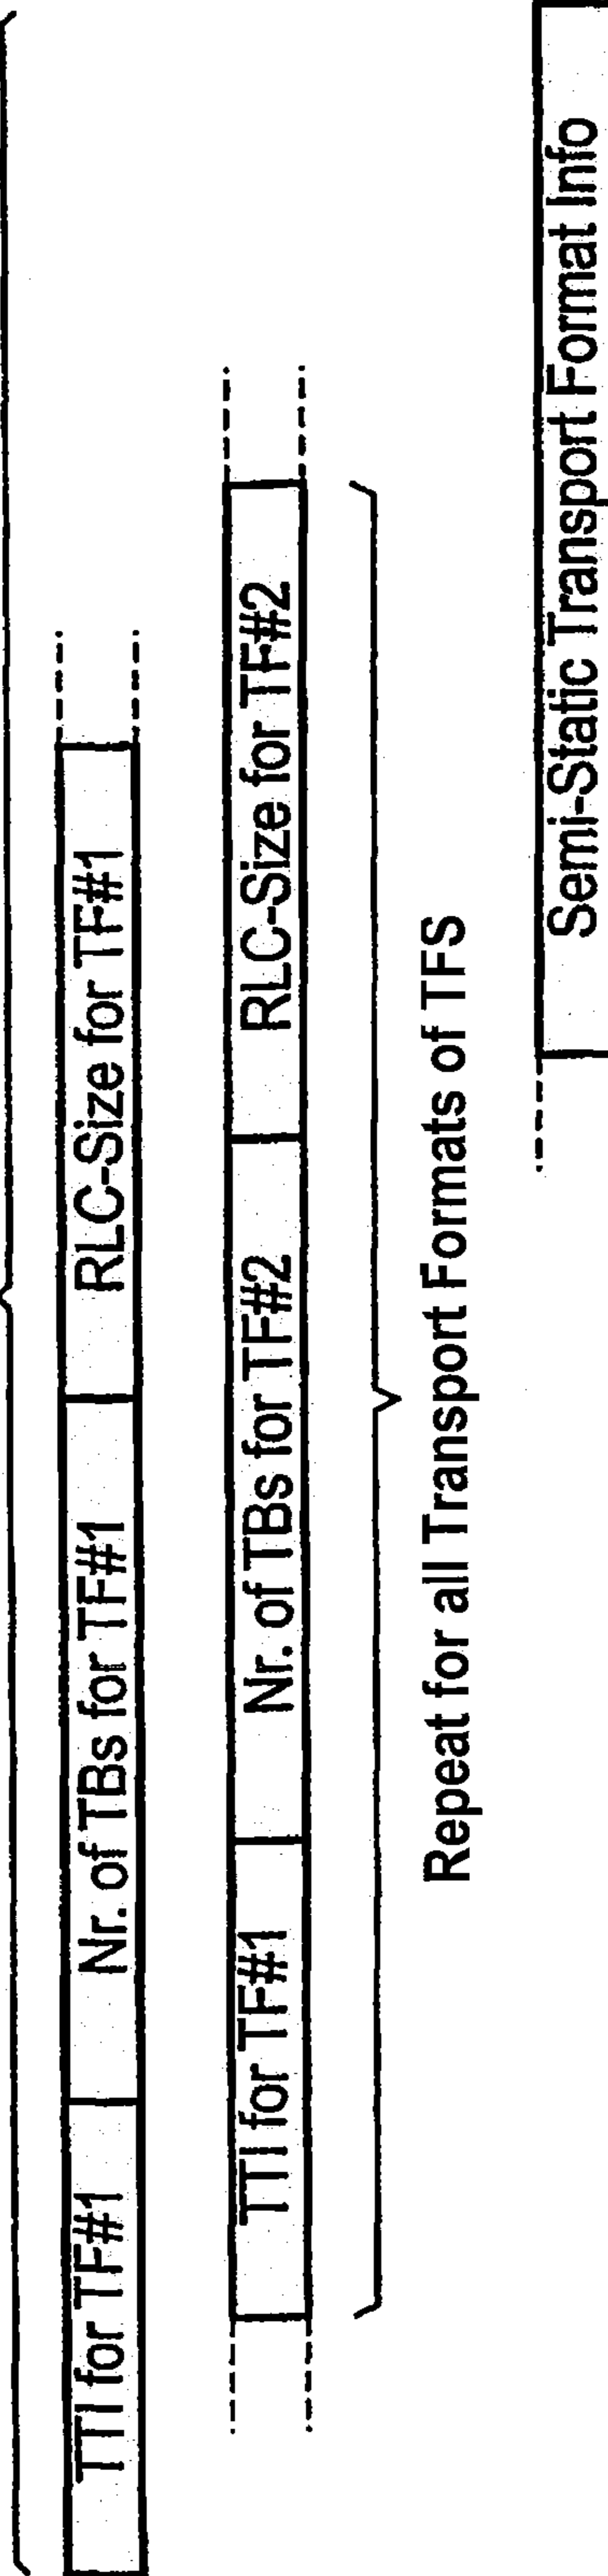 TTI for TF#1
Nr. of TBs for TF#1
RLC-Size for TF#1
TTI for TF#1
Nr. of TBs for TF#2
RLC-Size for TF#2
Repeat for all Transport Formats of TFS
Semi-Static Transport Format Info